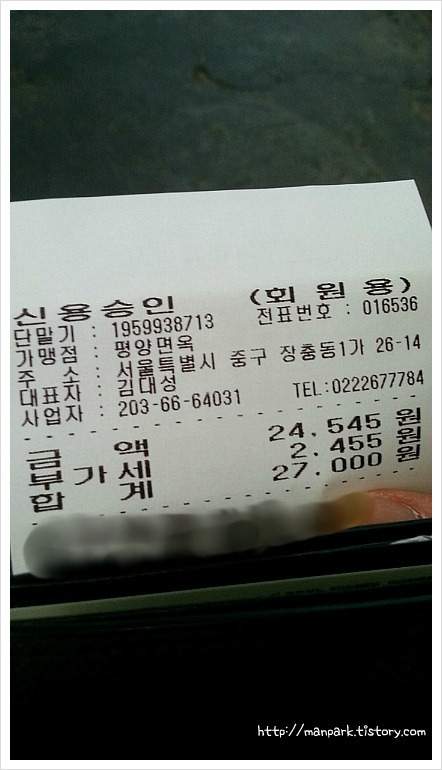 신용승인 (회원용)
단말기 : 1959938713 전표번호 : 016536
가맹점 : 평양면옥
주 소 : 서울특별시 중구 장충동1가 26-14
대표자 : 김대성
사업자 : 203-66-64031 TEL:0222677784
금 액 24,545 원
부가세 2,455 원
합 계 27,000 원
http://manpark.tistory.com